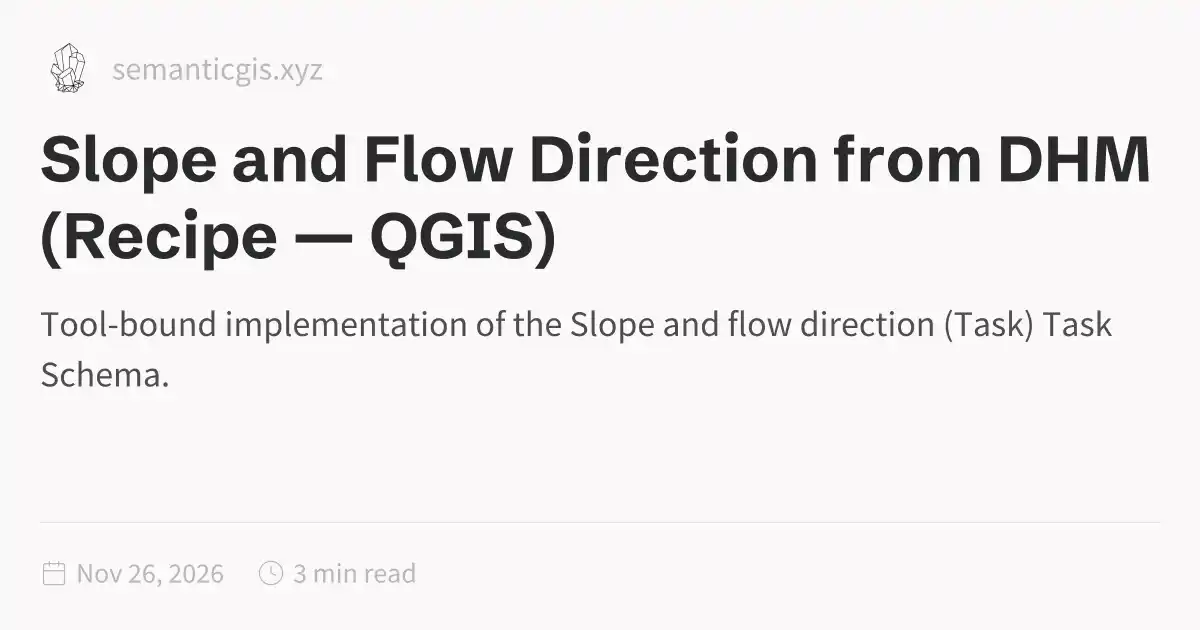 semanticgis.xyz
Slope and Flow Direction from DHM
(Recipe — QGIS)
Tool-bound implementation of the Slope and flow direction (Task) Task
Schema.
Nov 26, 2026 3 min read